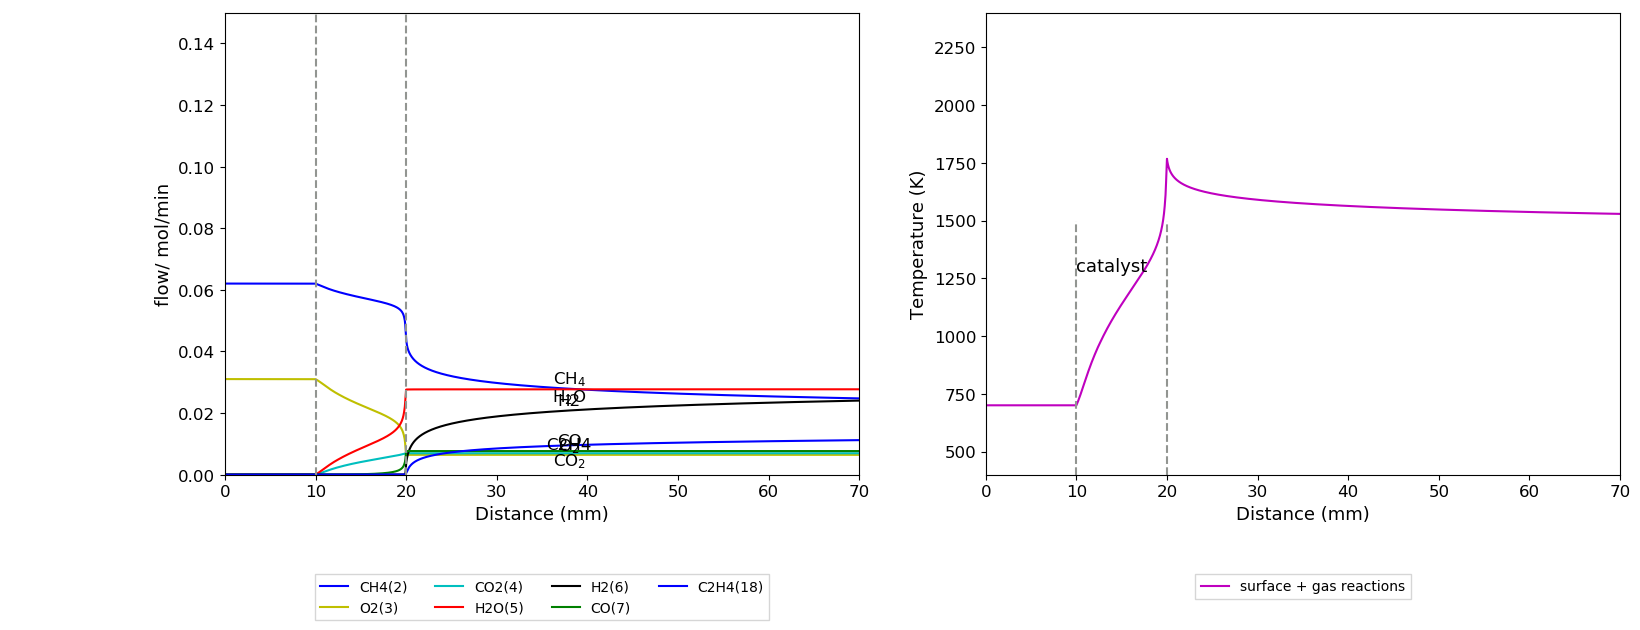 0.14
0.12
0.10
0.08
0.06
0.04
0.02
0.00
flow/ mol/min
0 10 20 30 40 50 60 70
Distance (mm)
CH₄
H₂O
H2
CO
O2
C2H4
CO₂
CH4(2) CO2(4) H2(6) C2H4(18)
O2(3) H2O(5) CO(7)
2250
2000
1750
1500
1250
1000
750
500
Temperature (K)
catalyst
0 10 20 30 40 50 60 70
Distance (mm)
surface + gas reactions